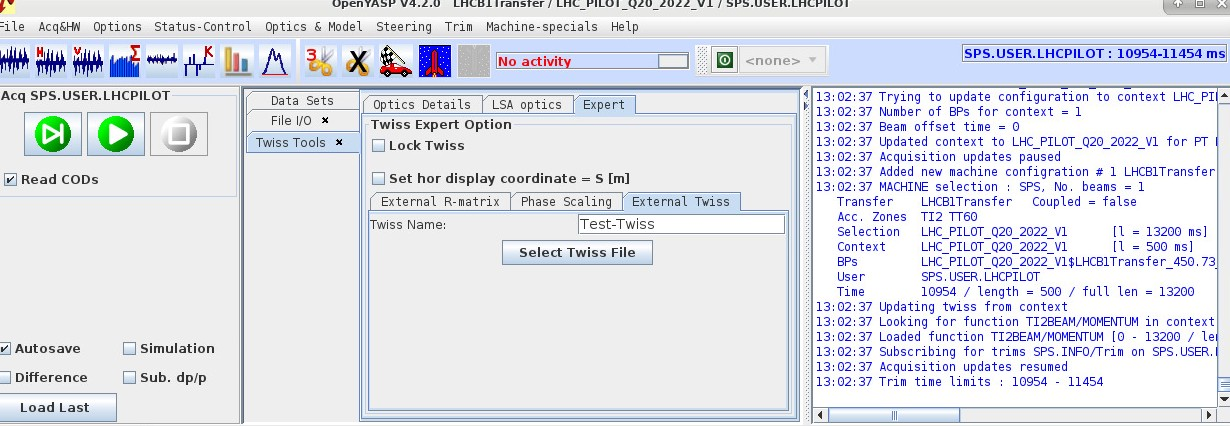 OpenYASP V4.2.0 LHCB1Transfer / LHC_PILOT_Q20_2022_V1 / SPS.USER.LHCPILOT
File Acq&HW Options Status-Control Optics & Model Steering Trim Machine-specials Help
H V Σ K 3
No activity
<none>
SPS.USER.LHCPILOT : 10954-11454 ms
Acq SPS.USER.LHCPILOT
Read CODs
Autosave Simulation
Difference Sub. dp/p
Load Last
Data Sets
File I/O ×
Twiss Tools ×
Optics Details LSA optics Expert
Twiss Expert Option
Lock Twiss
Set hor display coordinate = S [m]
External R-matrix Phase Scaling External Twiss
Twiss Name: Test-Twiss
Select Twiss File
13:02:37 Trying to update configuration to context
13:02:37 Number of BPs for context = 1
13:02:37 Beam offset time = 0
13:02:37 Updated context to LHC_PILOT_Q20_2022_V1 for PT
13:02:37 Acquisition updates paused
13:02:37 Added new machine configration # 1 LHCB1Transfer
13:02:37 MACHINE selection : SPS, No. beams = 1
Transfer LHCB1Transfer Coupled = false
Acc. Zones TI2 TT60
Selection LHC_PILOT_Q20_2022_V1 [l = 13200 ms]
Context LHC_PILOT_Q20_2022_V1 [l = 500 ms]
BPs LHC_PILOT_Q20_2022_V1$LHCB1Transfer_450.73_
User SPS.USER.LHCPILOT
Time 10954 / length = 500 / full len = 13200
13:02:37 Updating twiss from context
13:02:37 Looking for function TI2BEAM/MOMENTUM in context
13:02:37 Loaded function TI2BEAM/MOMENTUM [0 - 13200 / le
13:02:37 Subscribing for trims SPS.INFO/Trim on SPS.USER.
13:02:37 Acquisition updates resumed
13:02:37 Trim time limits : 10954 - 11454